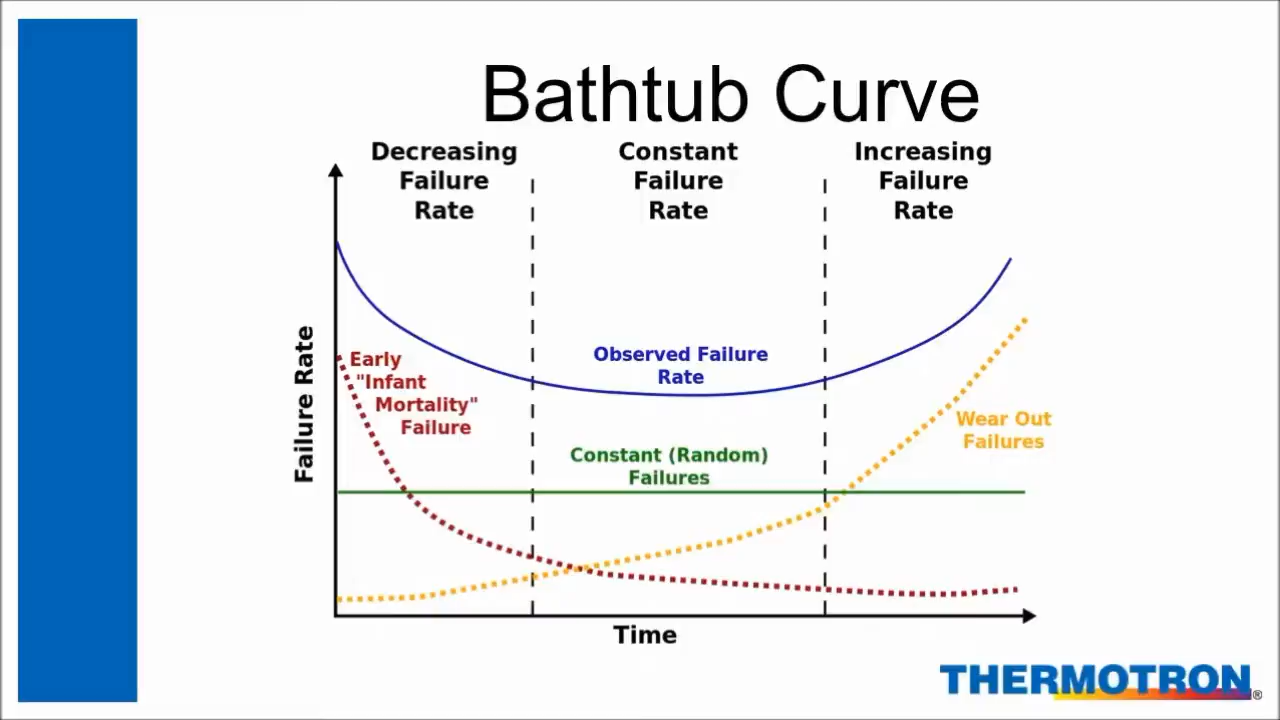 Bathtub Curve
Decreasing
Failure
Rate
Constant
Failure
Rate
Increasing
Failure
Rate
Failure Rate
Observed Failure
Rate
Early
"Infant
Mortality"
Failure
Wear Out
Failures
Constant (Random)
Failures
Time
THERMOTRON®